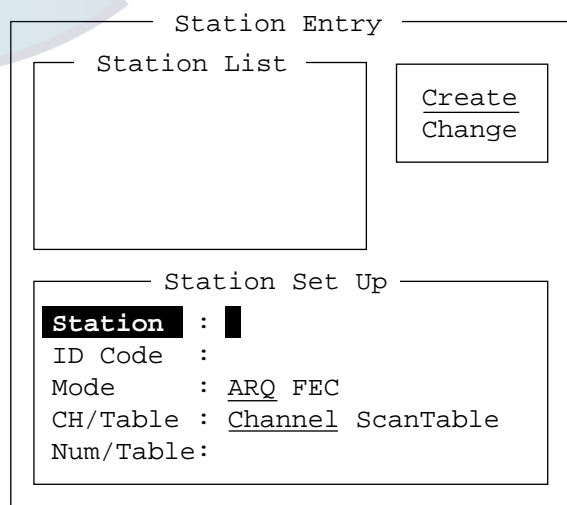 Station Entry
Station List
Create
Change
Station Set Up
Station :
ID Code :
Mode : ARQ FEC
CH/Table : Channel ScanTable
Num/Table: